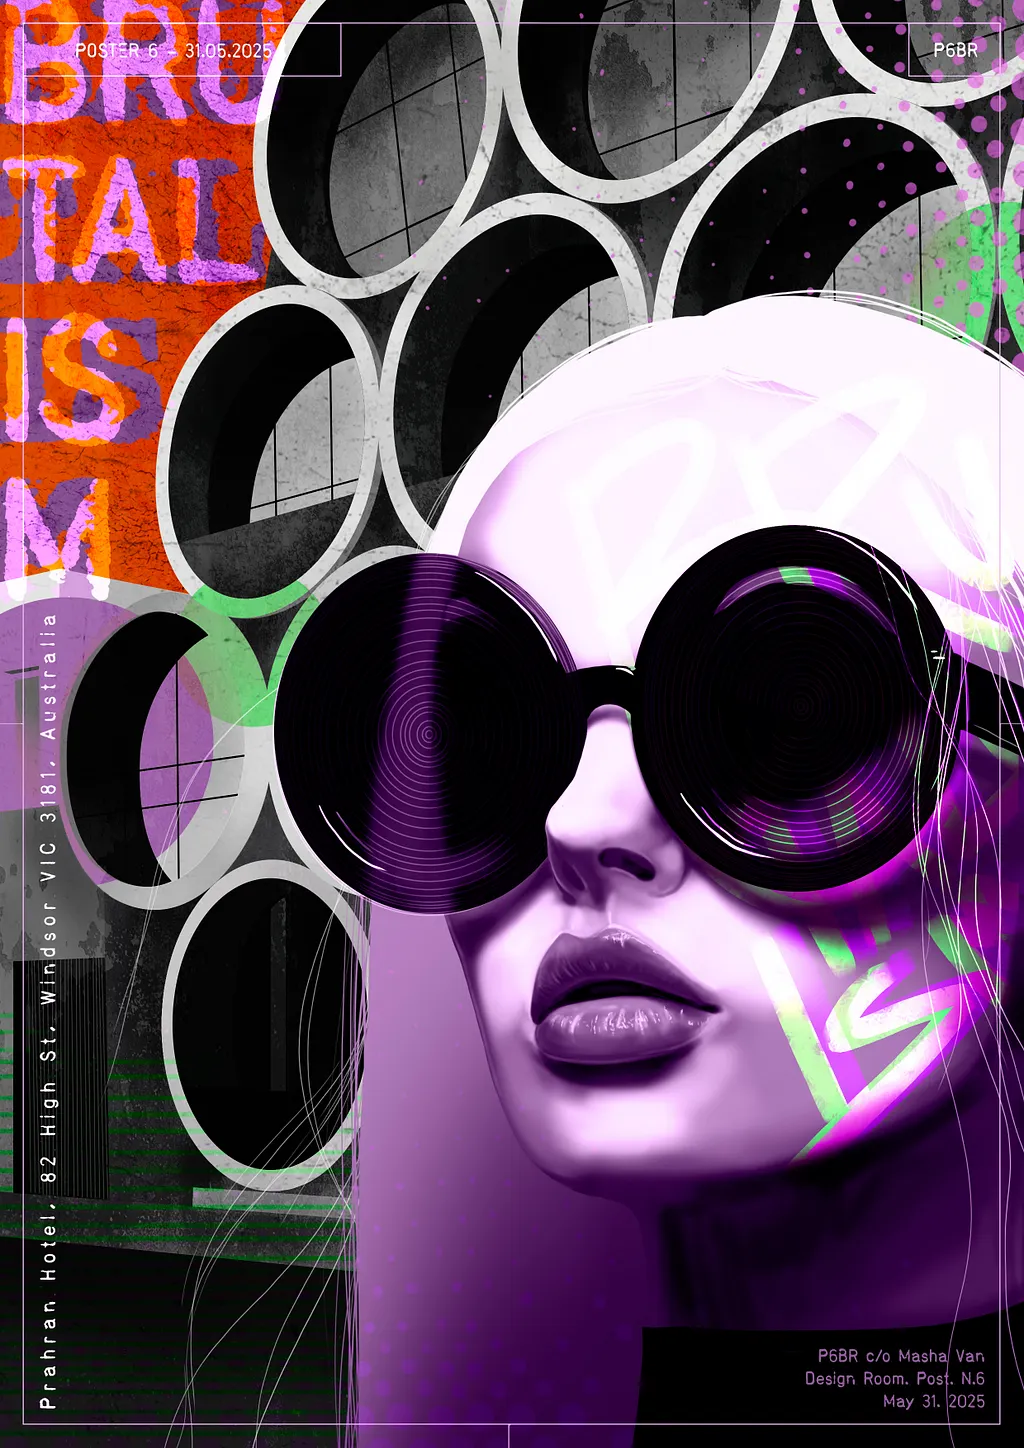 POSTER 6 - 31.05.2025
P6BR
BRU
TAL
IS
M
Prahran Hotel, 82 High St, Windsor VIC 3181, Australia
P6BR c/o Masha Van
Design Room. Post. N.6
May 31. 2025